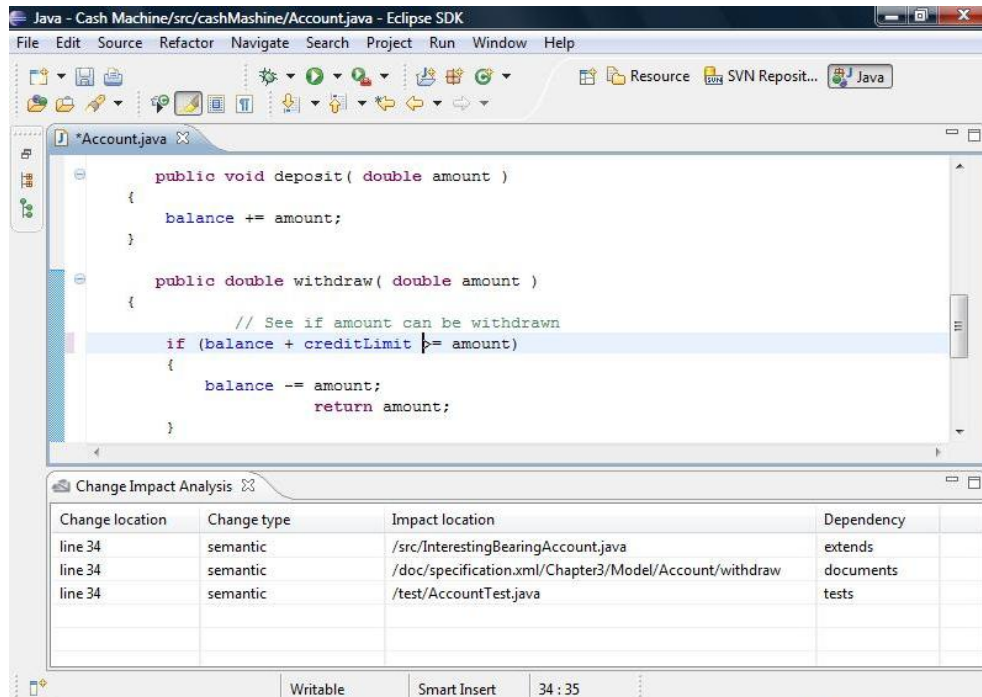 Java - Cash Machine/src/cashMashine/Account.java - Eclipse SDK
File Edit Source Refactor Navigate Search Project Run Window Help
Resource SVN Reposit... Java
*Account.java
public void deposit( double amount )
{
balance += amount;
}
public double withdraw( double amount )
{
// See if amount can be withdrawn
if (balance + creditLimit >= amount)
{
balance -= amount;
return amount;
}
Change Impact Analysis
Change location Change type Impact location Dependency
line 34 semantic /src/InterestingBearingAccount.java extends
line 34 semantic /doc/specification.xml/Chapter3/Model/Account/withdraw documents
line 34 semantic /test/AccountTest.java tests
Writable Smart Insert 34 : 35